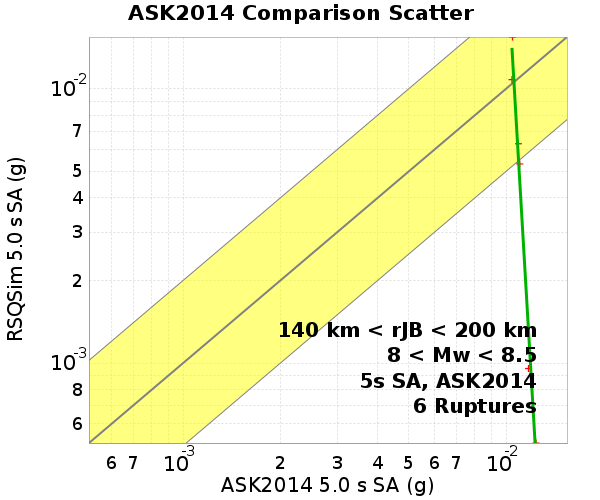 ASK2014 Comparison Scatter
RSQSim 5.0 s SA (g)
10-2
7
5
4
3
2
10-3
8
6
140 km < rJB < 200 km
8 < Mw < 8.5
5s SA, ASK2014
6 Ruptures
6 7 10-3 2 3 4 5 6 7 10-2
ASK2014 5.0 s SA (g)